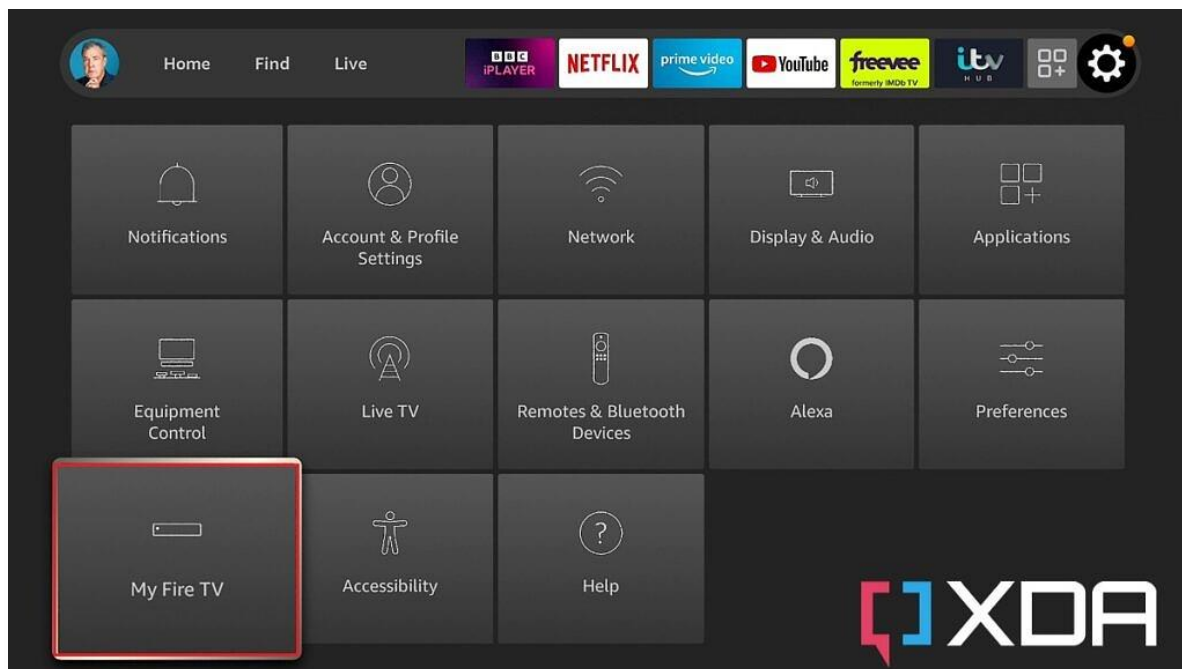 Home Find Live BBC iPLAYER NETFLIX prime video YouTube freevee formerly IMDb TV itv HUB
Notifications
Account & Profile
Settings
Network
Display & Audio
Applications
Equipment
Control
Live TV
Remotes & Bluetooth
Devices
Alexa
Preferences
My Fire TV
Accessibility
?
Help
XDA